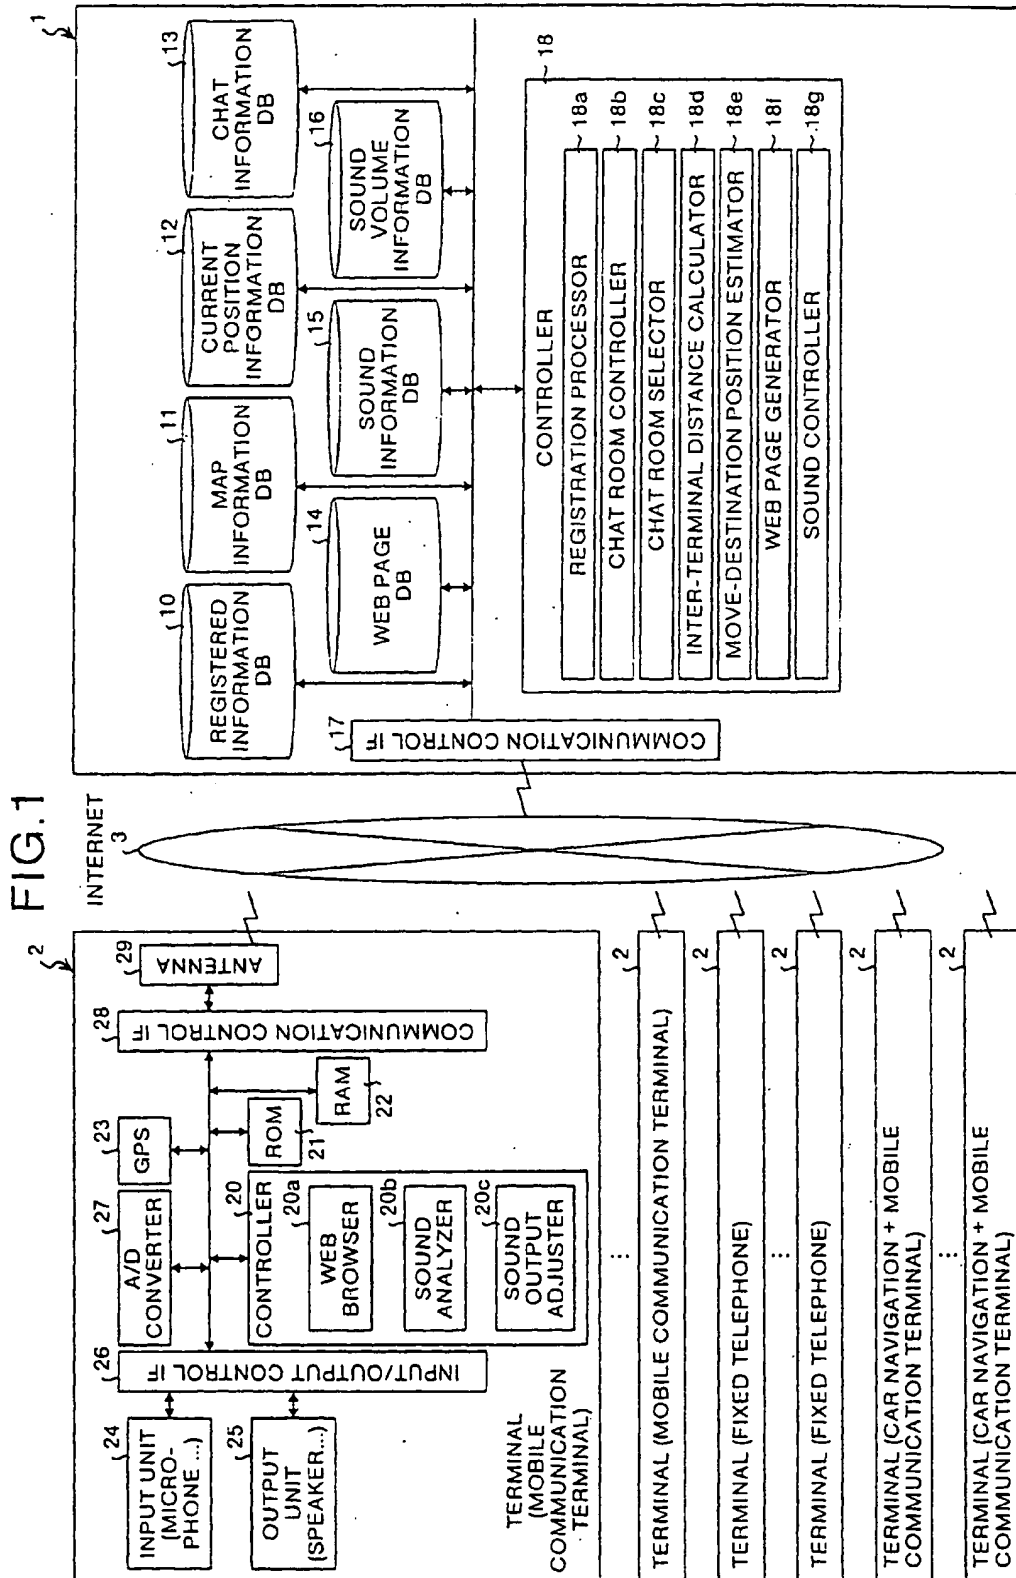 FIG.1
2
INPUT UNIT
(MICRO-
PHONE ...)
24
OUTPUT
UNIT
(SPEAKER...)
25
INPUT/OUTPUT CONTROL IF
26
A/D
CONVERTER
27
GPS
23
CONTROLLER
20
WEB
BROWSER
20a
SOUND
ANALYZER
20b
SOUND
OUTPUT
ADJUSTER
20c
ROM
21
RAM
22
COMMUNICATION CONTROL IF
28
ANTENNA
29
TERMINAL
(MOBILE
COMMUNICATION
TERMINAL)
...
TERMINAL (MOBILE COMMUNICATION TERMINAL)
2
TERMINAL (FIXED TELEPHONE)
2
...
TERMINAL (FIXED TELEPHONE)
2
TERMINAL (CAR NAVIGATION + MOBILE
COMMUNICATION TERMINAL)
2
...
TERMINAL (CAR NAVIGATION + MOBILE
COMMUNICATION TERMINAL)
2
INTERNET
3
1
REGISTERED
INFORMATION
DB
10
MAP
INFORMATION
DB
11
CURRENT
POSITION
INFORMATION
DB
12
CHAT
INFORMATION
DB
13
WEB PAGE
DB
14
SOUND
INFORMATION
DB
15
SOUND
VOLUME
INFORMATION
DB
16
COMMUNICATION CONTROL IF
17
CONTROLLER
18
REGISTRATION PROCESSOR
18a
CHAT ROOM CONTROLLER
18b
CHAT ROOM SELECTOR
18c
INTER-TERMINAL DISTANCE CALCULATOR
18d
MOVE-DESTINATION POSITION ESTIMATOR
18e
WEB PAGE GENERATOR
18f
SOUND CONTROLLER
18g